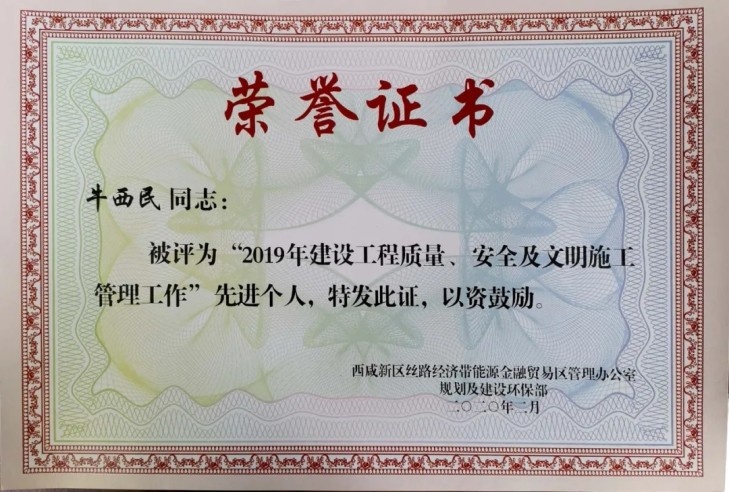 荣誉证书
牛西民 同志：
被评为“2019年建设工程质量、安全及文明施工
管理工作”先进个人，特发此证，以资鼓励。
西咸新区丝路经济带能源金融贸易区管理办公室
规划及建设环保部
二〇二〇年二月